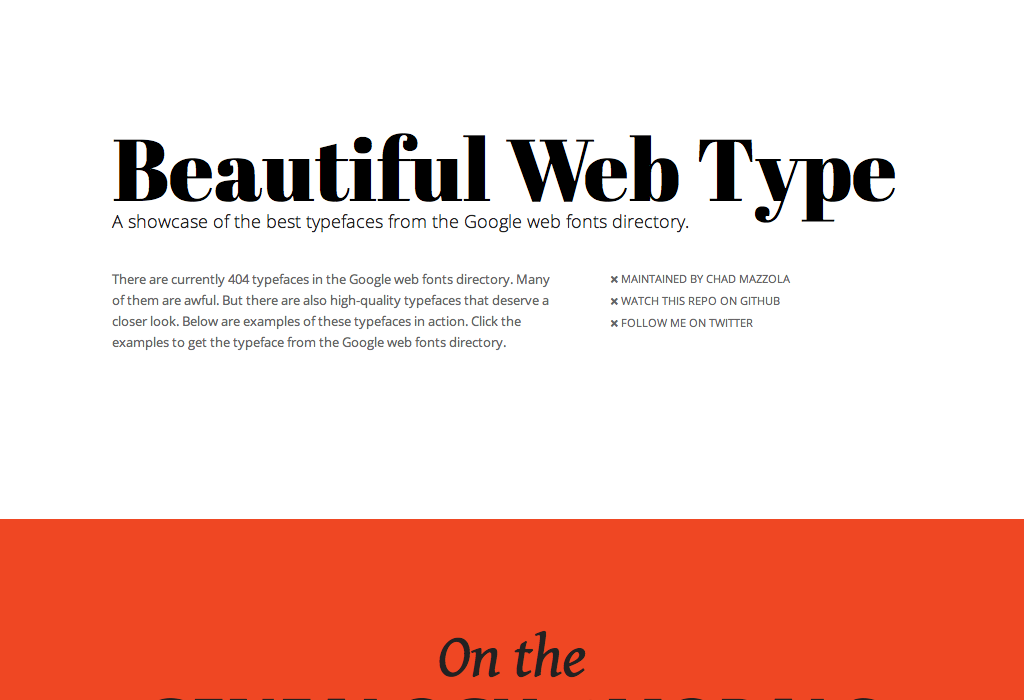 Beautiful Web Type
A showcase of the best typefaces from the Google web fonts directory.
There are currently 404 typefaces in the Google web fonts directory. Many
of them are awful. But there are also high-quality typefaces that deserve a
closer look. Below are examples of these typefaces in action. Click the
examples to get the typeface from the Google web fonts directory.
✖ MAINTAINED BY CHAD MAZZOLA
✖ WATCH THIS REPO ON GITHUB
✖ FOLLOW ME ON TWITTER
On the